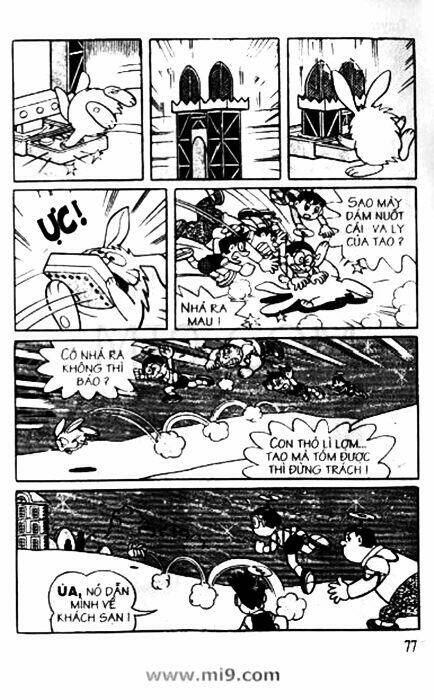 ỰC!
SAO MÀY
DÁM NUỐT
CÁI VA LY
CỦA TAO ?
NHẢ RA
MAU !
CÓ NHẢ RA
KHÔNG THÌ
BẢO ?
CON THỎ LÌ LỢM...
TAO MÀ TÓM ĐƯỢC
THÌ ĐỪNG TRÁCH !
ỦA, NÓ DẪN
MÌNH VỀ
KHÁCH SẠN !
77
www.mi9.com